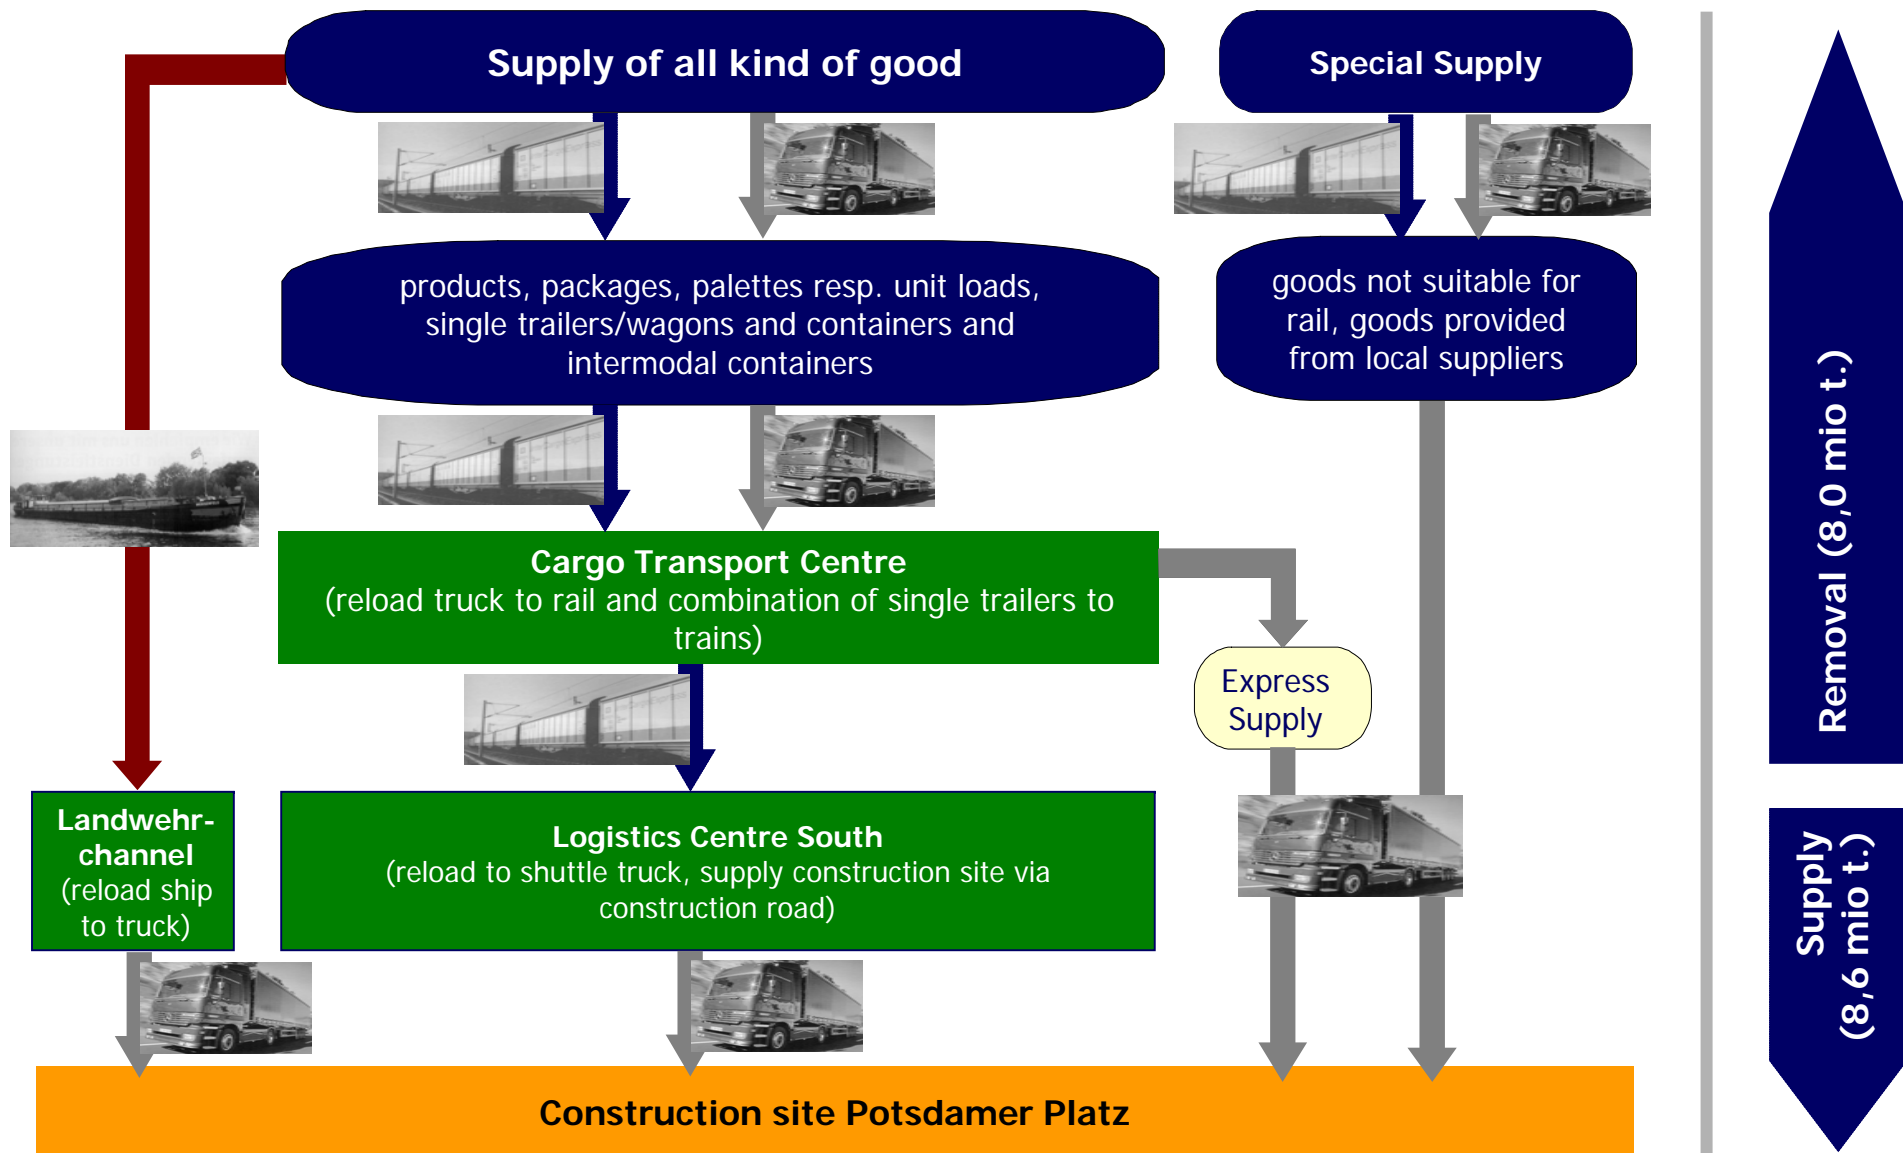 Supply of all kind of good
Special Supply
products, packages, palettes resp. unit loads,
single trailers/wagons and containers and
intermodal containers
goods not suitable for
rail, goods provided
from local suppliers
Cargo Transport Centre
(reload truck to rail and combination of single trailers to
trains)
Express
Supply
Landwehr-
channel
(reload ship
to truck)
Logistics Centre South
(reload to shuttle truck, supply construction site via
construction road)
Construction site Potsdamer Platz
Removal (8,0 mio t.)
Supply
(8,6 mio t.)